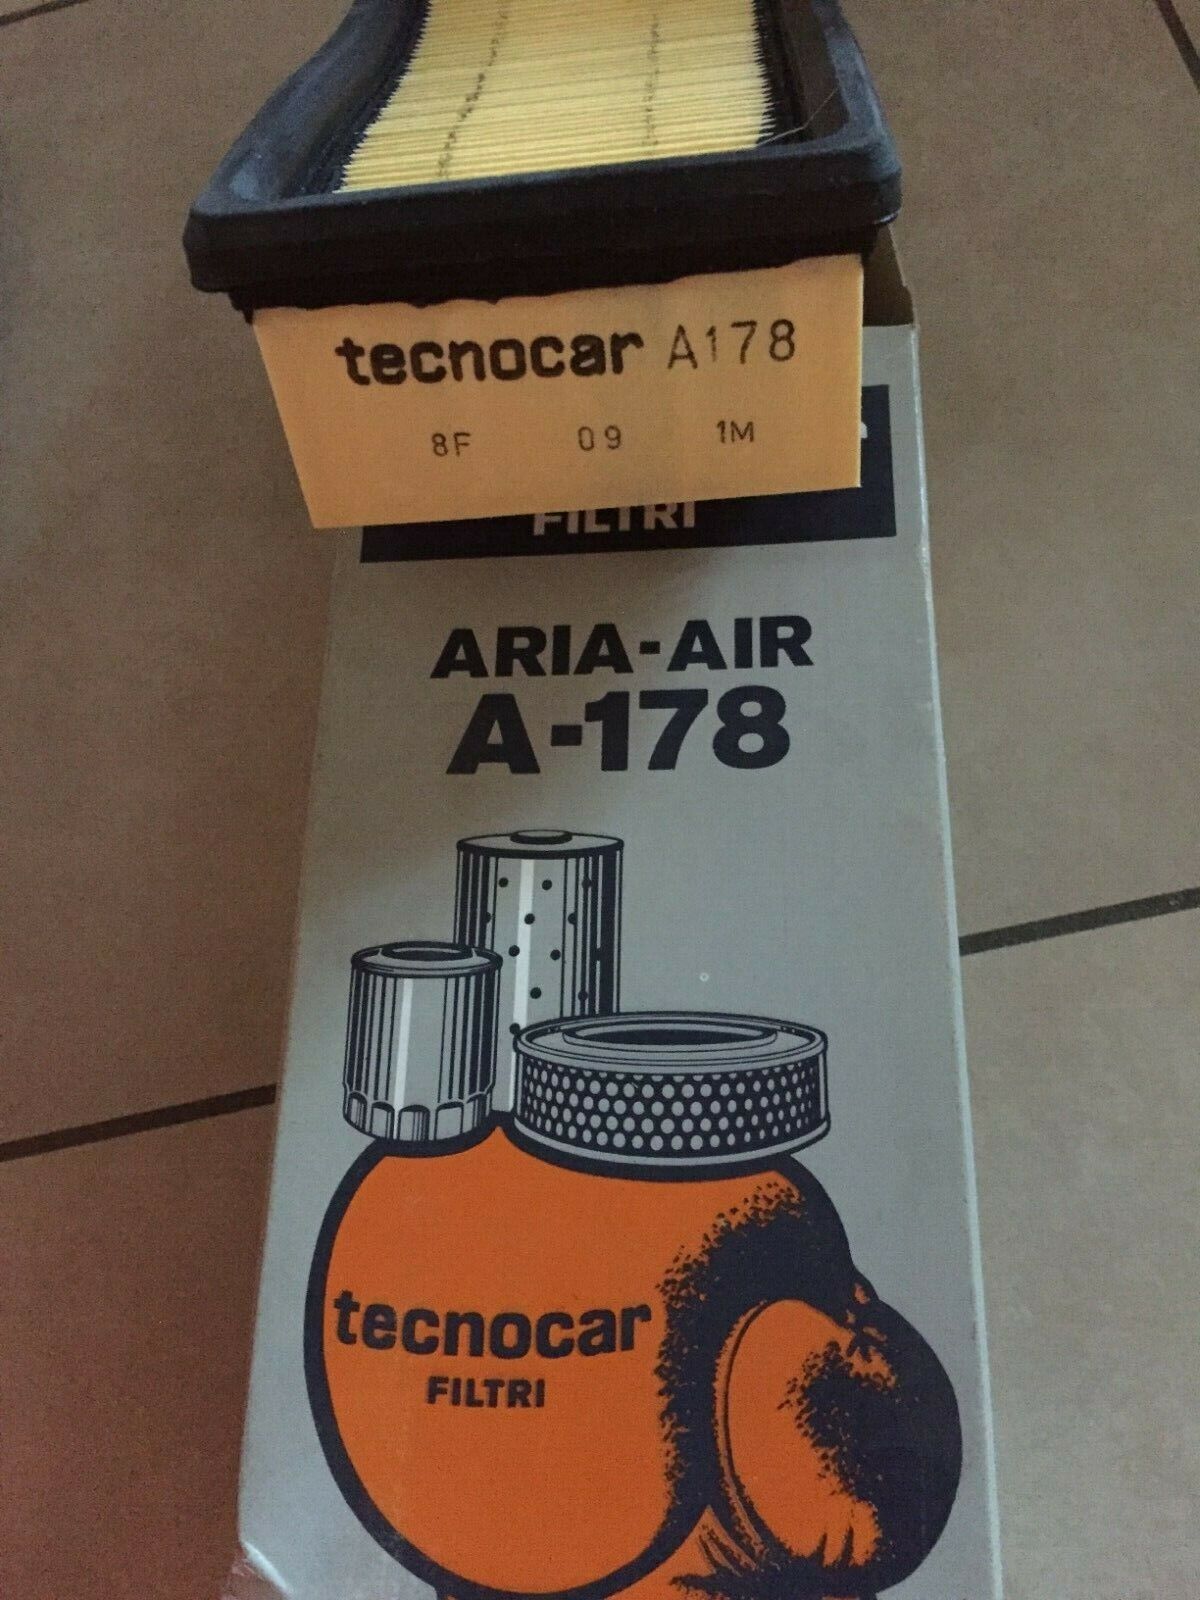 tecnocar A178
8F 09 1M
FILTRI
ARIA-AIR
A-178
tecnocar
FILTRI